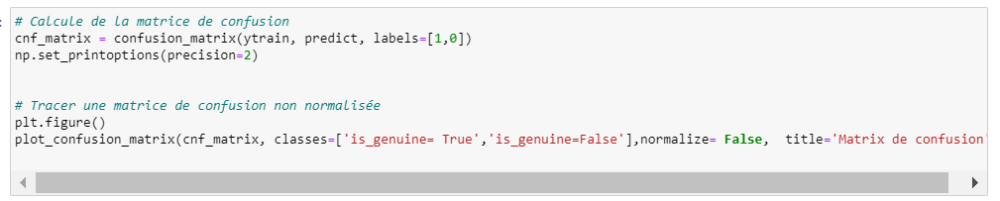 # Calcule de la matrice de confusion
cnf_matrix = confusion_matrix(ytrain, predict, labels=[1,0])
np.set_printoptions(precision=2)
# Tracer une matrice de confusion non normalisée
plt.figure()
plot_confusion_matrix(cnf_matrix, classes=['is_genuine= True','is_genuine=False'],normalize= False,  title='Matrix de confusion'